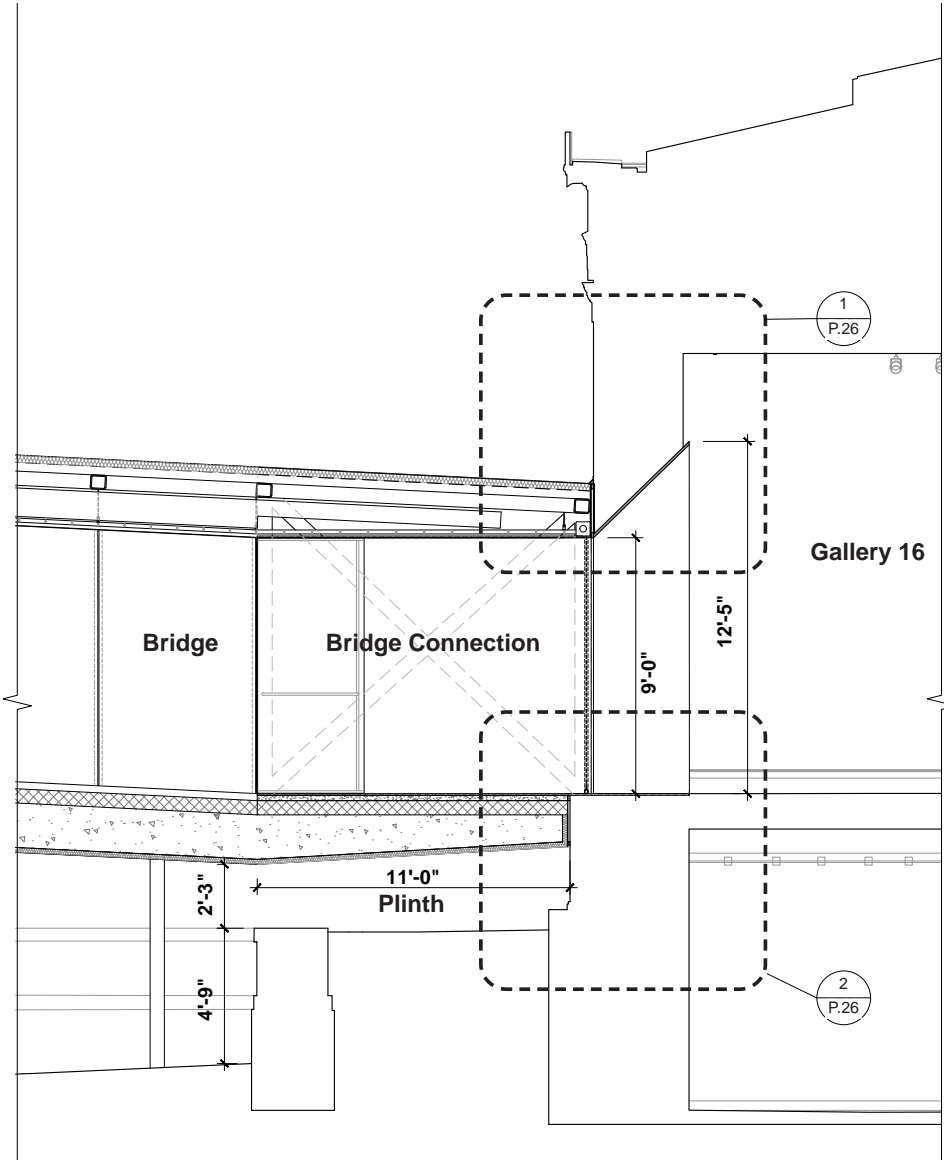 1
P.26
Gallery 16
12'-5"
9'-0"
Bridge
Bridge Connection
11'-0"
Plinth
2'-3"
4'-9"
2
P.26